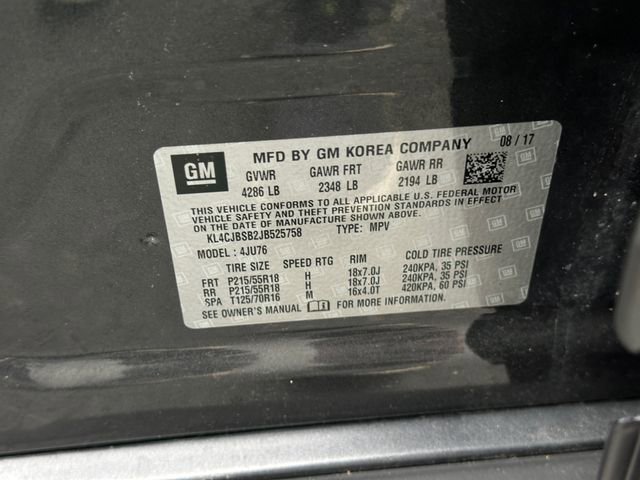 GM
MFD BY GM KOREA COMPANY 08 / 17
GVWR GAWR FRT GAWR RR
4286 LB 2348 LB 2194 LB
THIS VEHICLE CONFORMS TO ALL APPLICABLE U.S. FEDERAL MOTOR
VEHICLE SAFETY AND THEFT PREVENTION STANDARDS IN EFFECT
ON THE DATE OF MANUFACTURE SHOWN ABOVE.
KL4CJBSB2JB525758 TYPE: MPV
MODEL : 4JU76
TIRE SIZE SPEED RTG RIM COLD TIRE PRESSURE
FRT P215/55R18 H 18x7.0J 240KPA, 35 PSI
RR P215/55R18 H 18x7.0J 240KPA, 35 PSI
SPA T125/70R16 M 16x4.0T 420KPA, 60 PSI
SEE OWNER'S MANUAL FOR MORE INFORMATION.